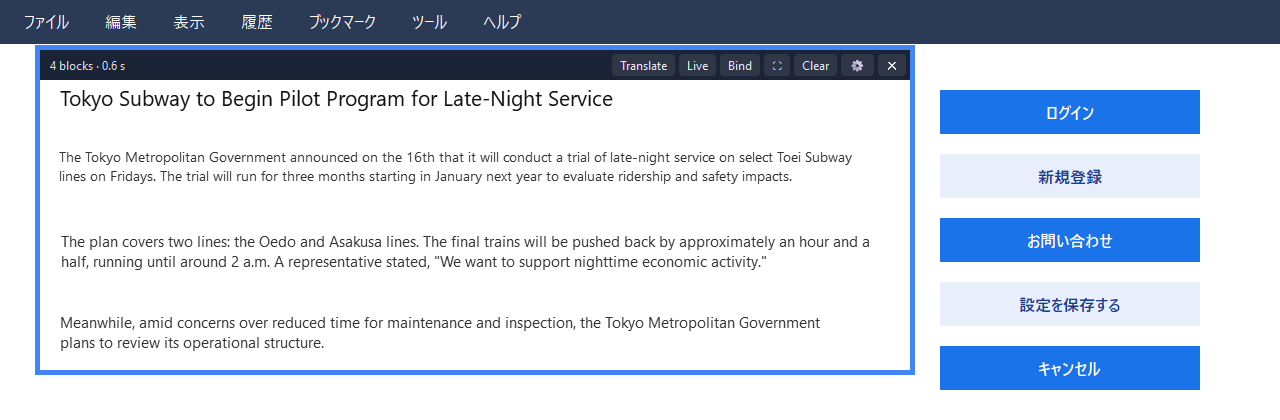 ファイル 編集 表示 履歴 ブックマーク ツール ヘルプ
4 blocks · 0.6 s Translate Live Bind Clear
Tokyo Subway to Begin Pilot Program for Late-Night Service
The Tokyo Metropolitan Government announced on the 16th that it will conduct a trial of late-night service on select Toei Subway
lines on Fridays. The trial will run for three months starting in January next year to evaluate ridership and safety impacts.
The plan covers two lines: the Oedo and Asakusa lines. The final trains will be pushed back by approximately an hour and a
half, running until around 2 a.m. A representative stated, "We want to support nighttime economic activity."
Meanwhile, amid concerns over reduced time for maintenance and inspection, the Tokyo Metropolitan Government
plans to review its operational structure.
ログイン
新規登録
お問い合わせ
設定を保存する
キャンセル